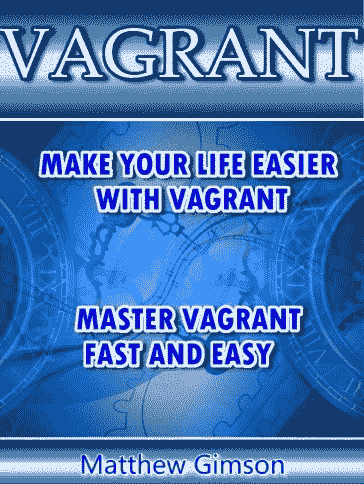 VAGRANT
MAKE YOUR LIFE EASIER
WITH VAGRANT
MASTER VAGRANT
FAST AND EASY
Matthew Gimson